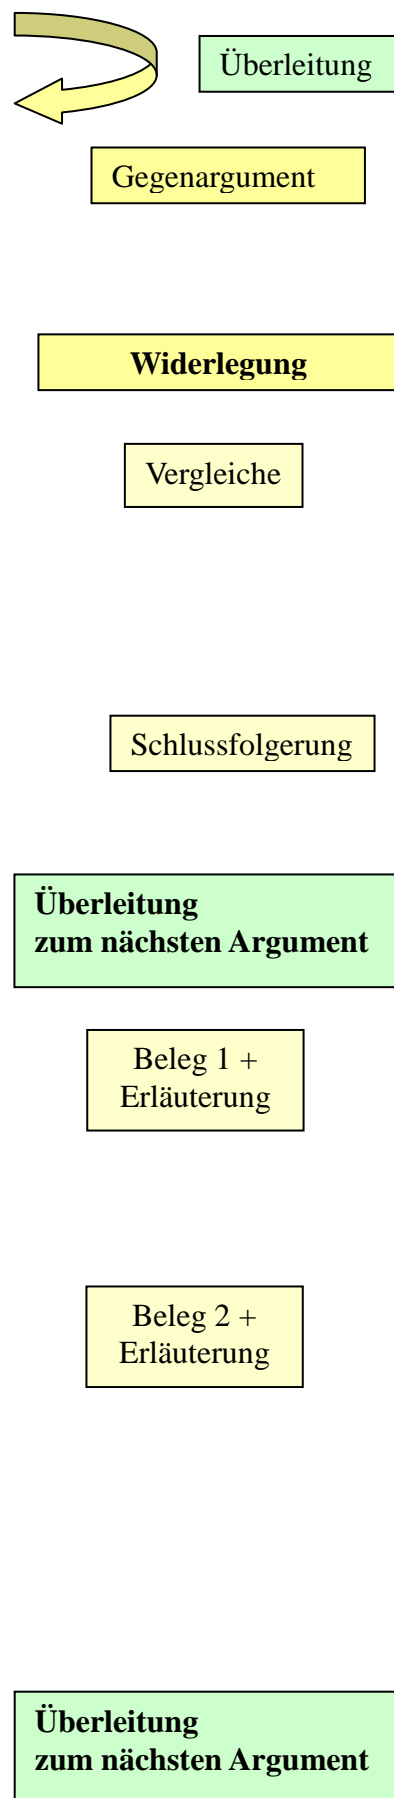 Überleitung
Gegenargument
Widerlegung
Vergleiche
Schlussfolgerung
Überleitung
zum nächsten Argument
Beleg 1 +
Erläuterung
Beleg 2 +
Erläuterung
Überleitung
zum nächsten Argument